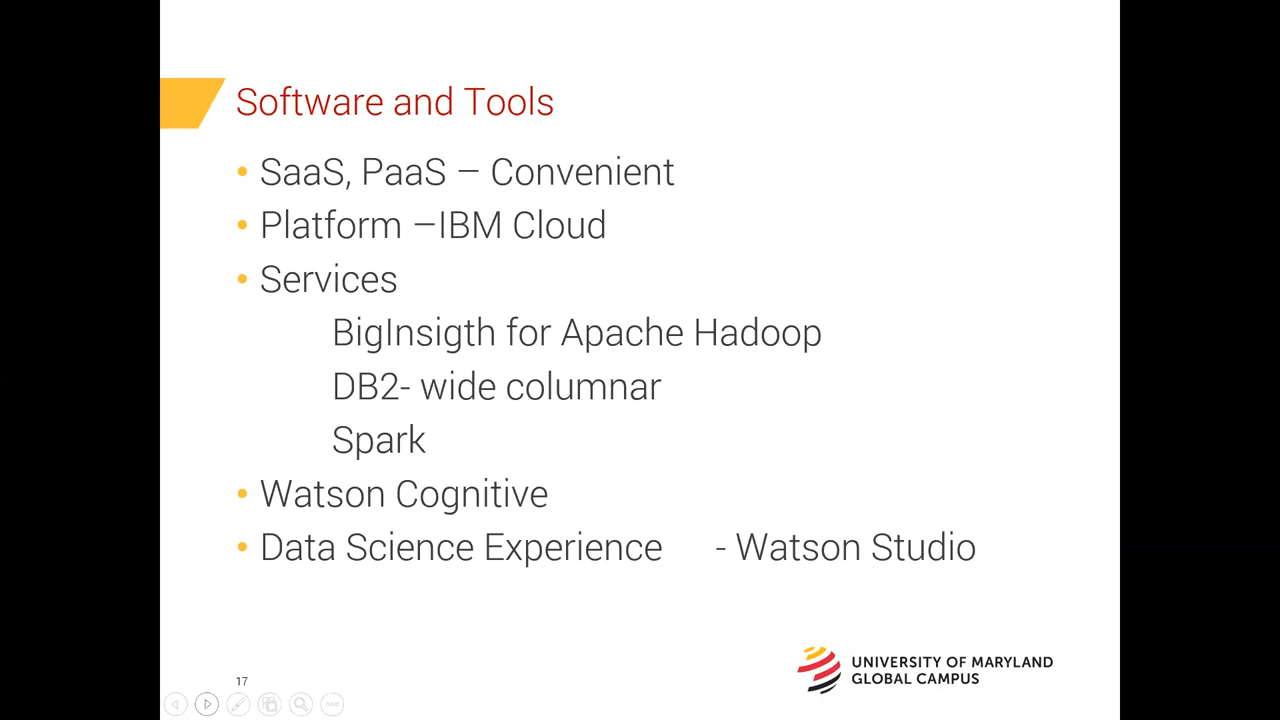 Software and Tools
• SaaS, PaaS – Convenient
• Platform –IBM Cloud
• Services
BigInsigth for Apache Hadoop
DB2- wide columnar
Spark
• Watson Cognitive
• Data Science Experience - Watson Studio
17
UNIVERSITY OF MARYLAND
GLOBAL CAMPUS